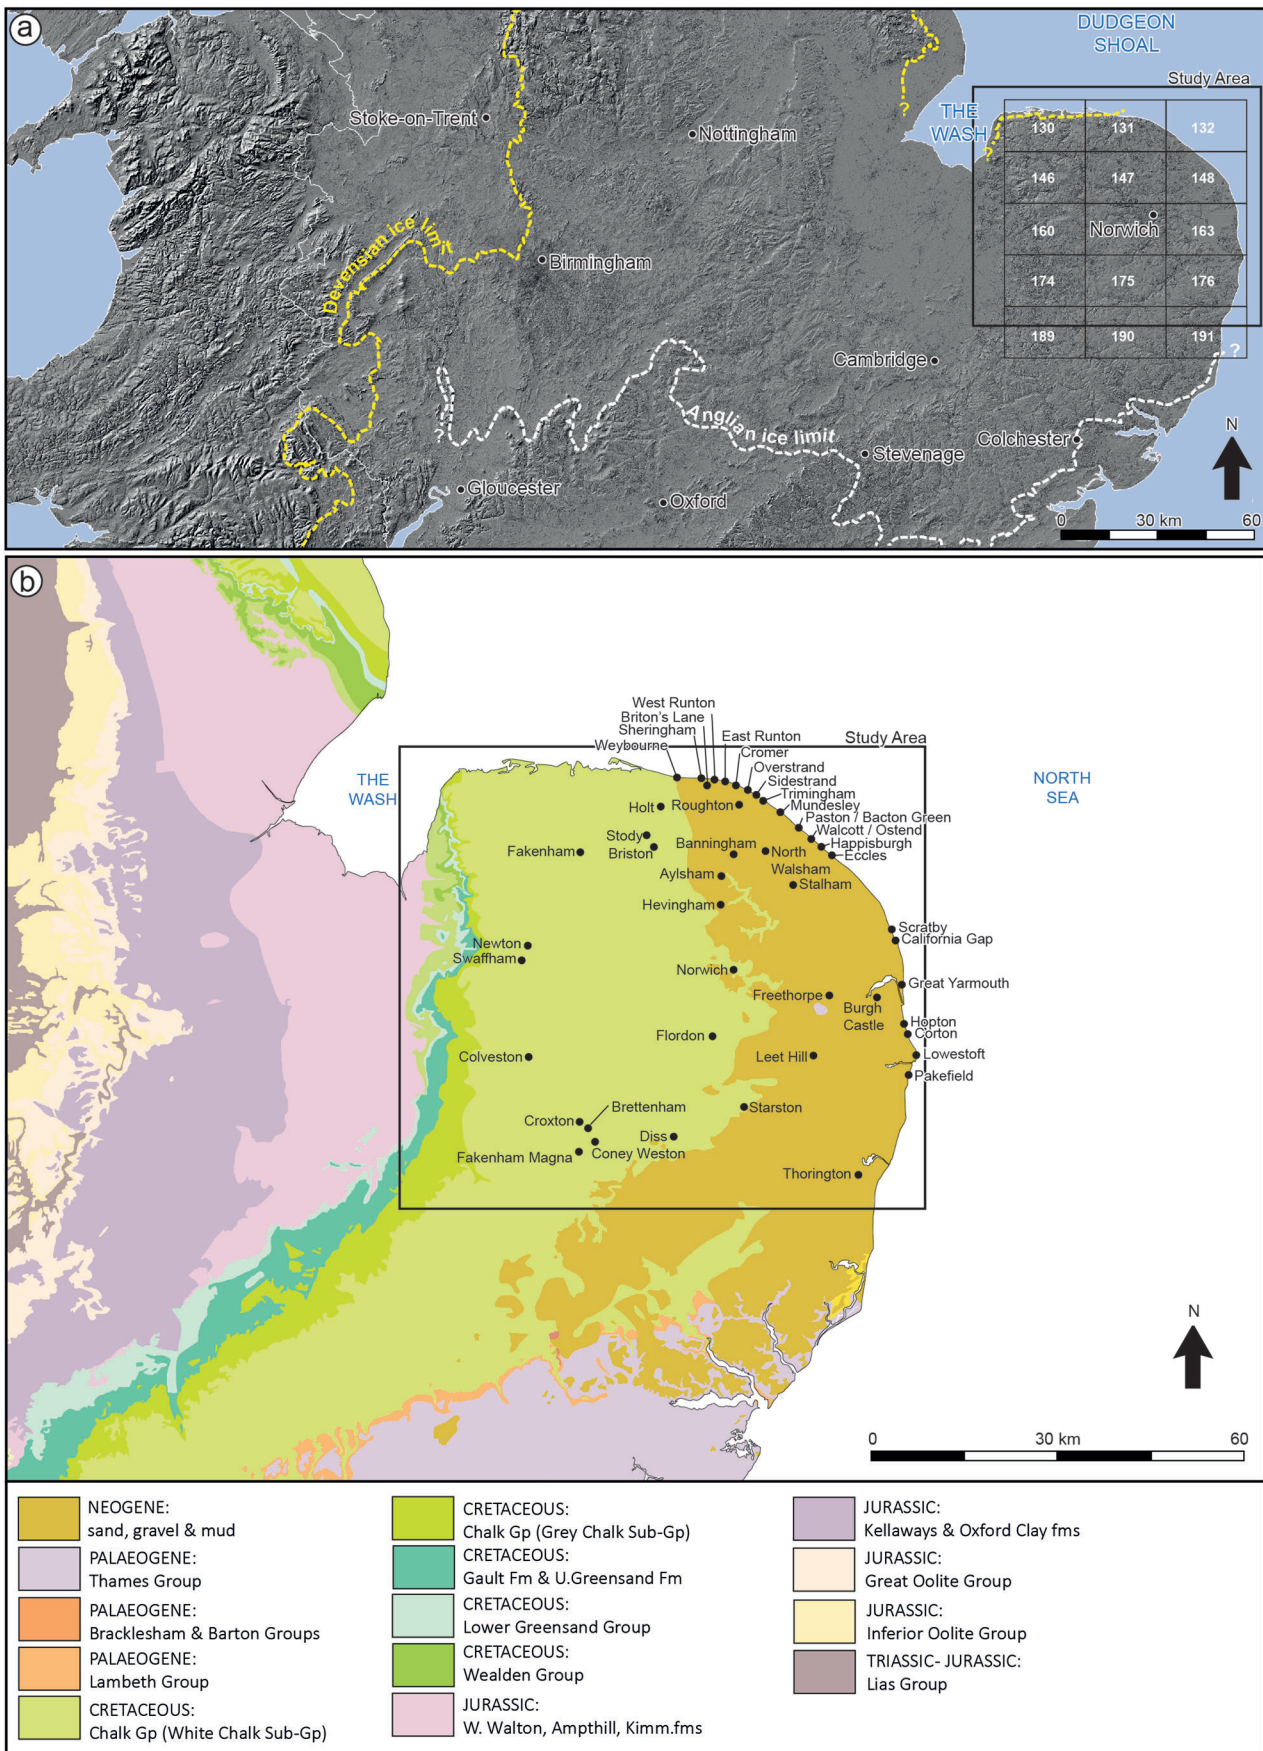 a
DUDGEON
SHOAL
Study Area
THE
WASH
?
?
130
131
132
146
147
148
160
Norwich
163
174
175
176
189
190
191
?
Stoke-on-Trent
Nottingham
Devensian ice limit
Birmingham
Cambridge
?
Anglian ice limit
Stevenage
Colchester
Gloucester
Oxford
N
0
30 km
60
b
West Runton
Briton's Lane
Sheringham
Weybourne
East Runton
Cromer
Overstrand
Sidestrand
Trimingham
Mundesley
Paston / Bacton Green
Walcott / Ostend
Happisburgh
Eccles
Study Area
THE
WASH
NORTH
SEA
Holt
Roughton
Stody
Briston
Fakenham
Banningham
North
Walsham
Aylsham
Stalham
Hevingham
Scratby
California Gap
Newton
Swaffham
Norwich
Great Yarmouth
Freethorpe
Burgh
Castle
Hopton
Corton
Flordon
Leet Hill
Lowestoft
Colveston
Pakefield
Brettenham
Croxton
Starston
Diss
Coney Weston
Fakenham Magna
Thorington
N
0
30 km
60
NEOGENE:
sand, gravel & mud
PALAEOGENE:
Thames Group
PALAEOGENE:
Bracklesham & Barton Groups
PALAEOGENE:
Lambeth Group
CRETACEOUS:
Chalk Gp (White Chalk Sub-Gp)
CRETACEOUS:
Chalk Gp (Grey Chalk Sub-Gp)
CRETACEOUS:
Gault Fm & U.Greensand Fm
CRETACEOUS:
Lower Greensand Group
CRETACEOUS:
Wealden Group
JURASSIC:
W. Walton, Ampthill, Kimm.fms
JURASSIC:
Kellaways & Oxford Clay fms
JURASSIC:
Great Oolite Group
JURASSIC:
Inferior Oolite Group
TRIASSIC- JURASSIC:
Lias Group